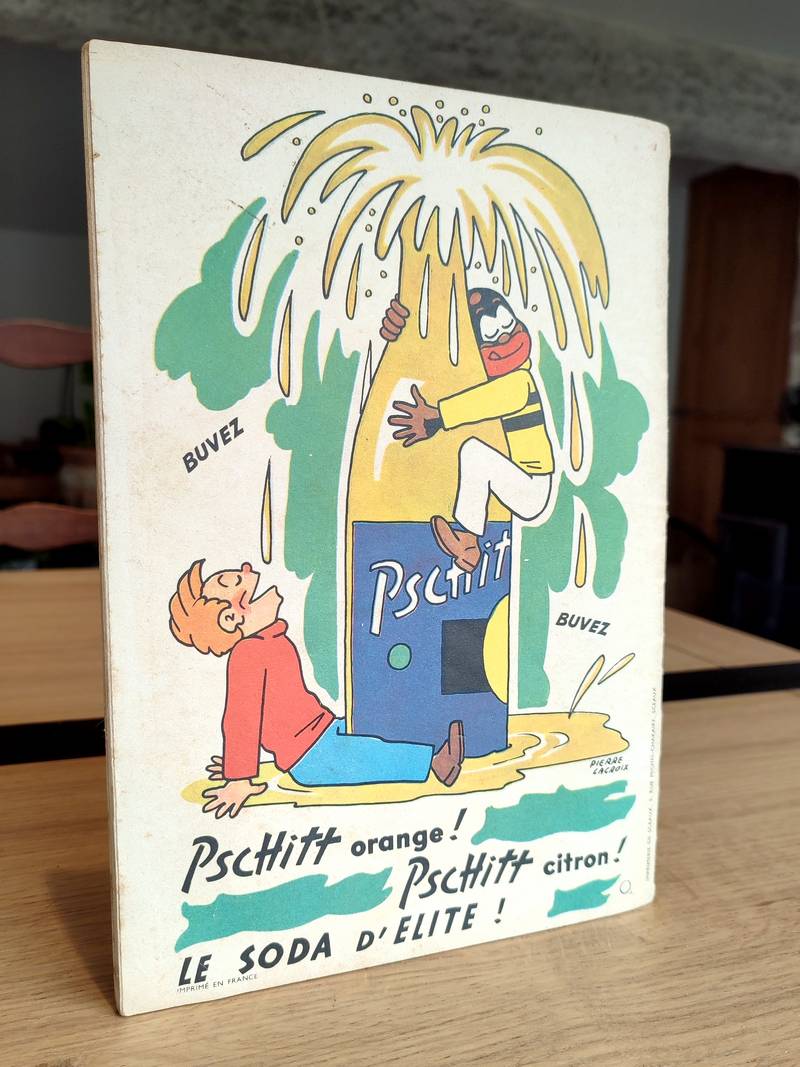 BUVEZ
Pschitt
BUVEZ
PIERRE
LACROIX
PscHitt orange!
PscHitt citron!
LE SODA D'ELITE !
IMPRIMÉ EN FRANCE